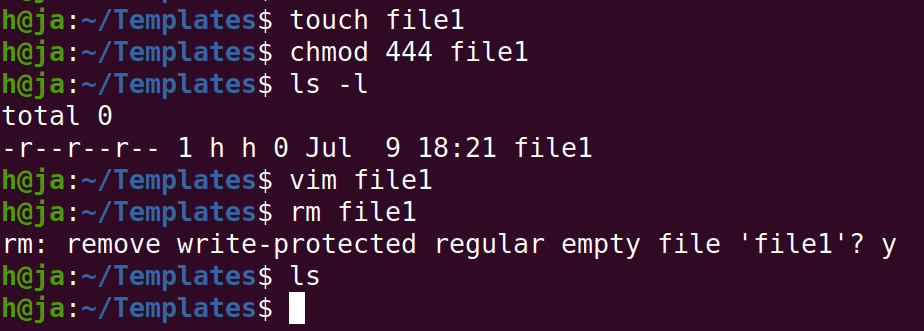 h@ja:~/Templates$ touch file1
h@ja:~/Templates$ chmod 444 file1
h@ja:~/Templates$ ls -l
total 0
-r--r--r-- 1 h h 0 Jul  9 18:21 file1
h@ja:~/Templates$ vim file1
h@ja:~/Templates$ rm file1
rm: remove write-protected regular empty file 'file1'? y
h@ja:~/Templates$ ls
h@ja:~/Templates$